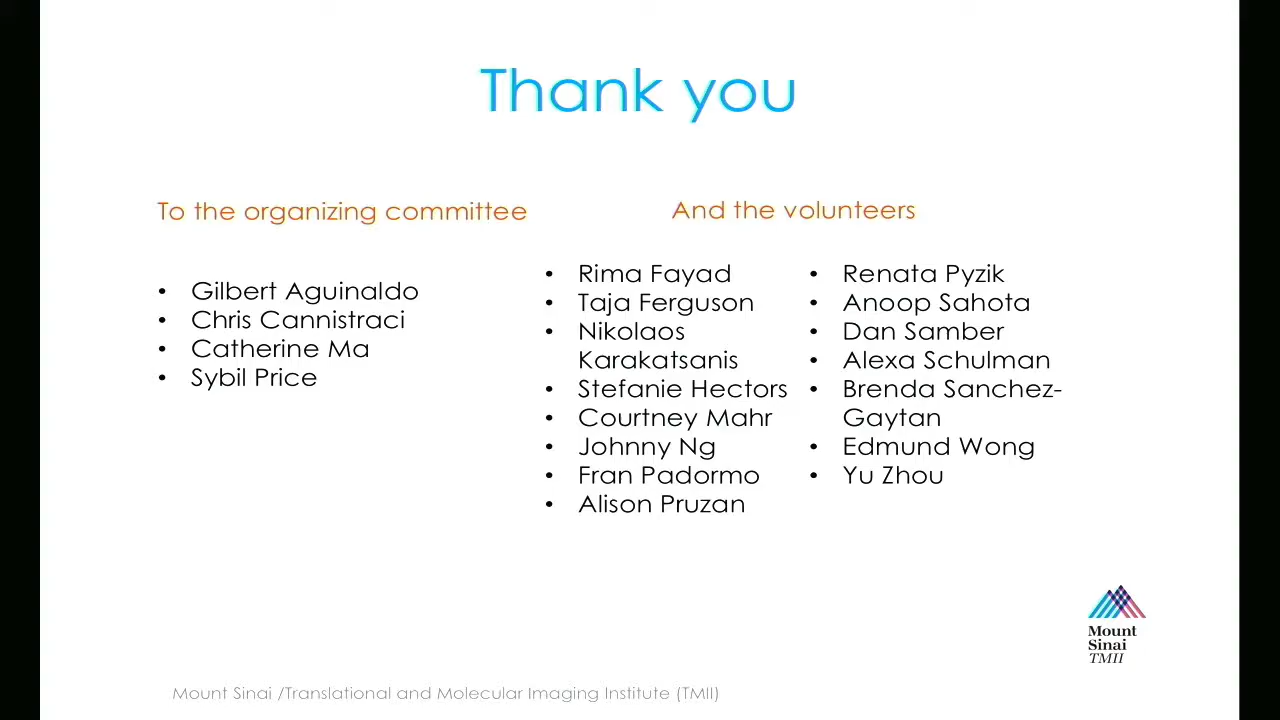 Thank you
To the organizing committee
• Gilbert Aguinaldo
• Chris Cannistraci
• Catherine Ma
• Sybil Price
And the volunteers
• Rima Fayad
• Taja Ferguson
• Nikolaos
Karakatsanis
• Stefanie Hectors
• Courtney Mahr
• Johnny Ng
• Fran Padormo
• Alison Pruzan
• Renata Pyzik
• Anoop Sahota
• Dan Samber
• Alexa Schulman
• Brenda Sanchez-
Gaytan
• Edmund Wong
• Yu Zhou
Mount
Sinai
TMII
Mount Sinai /Translational and Molecular Imaging Institute (TMII)